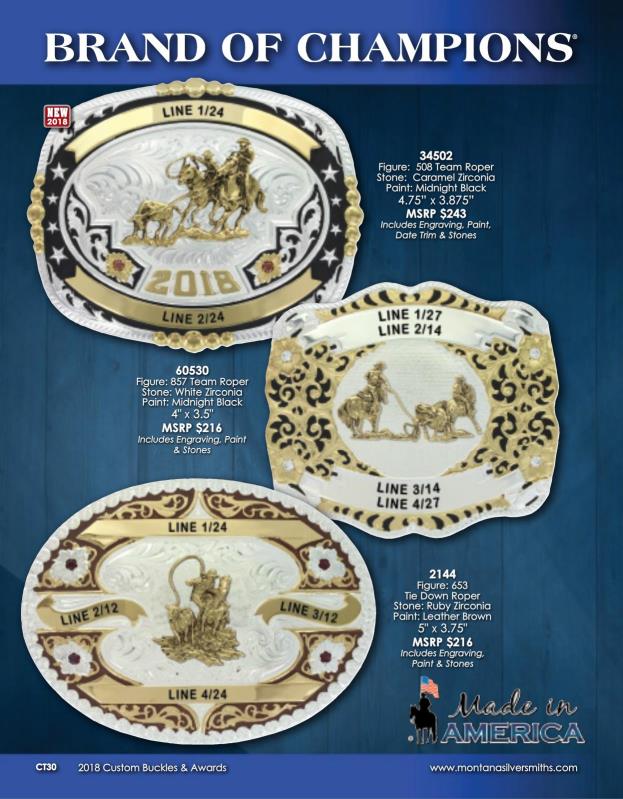 BRAND OF CHAMPIONS®
NEW
2018
LINE 1/24
2018
LINE 2/24
34502
Figure: 508 Team Roper
Stone: Caramel Zirconia
Paint: Midnight Black
4.75" x 3.875"
MSRP $243
Includes Engraving, Paint,
Date Trim & Stones
LINE 1/27
LINE 2/14
LINE 3/14
LINE 4/27
60530
Figure: 857 Team Roper
Stone: White Zirconia
Paint: Midnight Black
4" x 3.5"
MSRP $216
Includes Engraving, Paint
& Stones
LINE 1/24
LINE 2/12
LINE 3/12
LINE 4/24
2144
Figure: 653
Tie Down Roper
Stone: Ruby Zirconia
Paint: Leather Brown
5" x 3.75"
MSRP $216
Includes Engraving,
Paint & Stones
Made in
AMERICA
CT30 2018 Custom Buckles & Awards www.montanasilversmiths.com